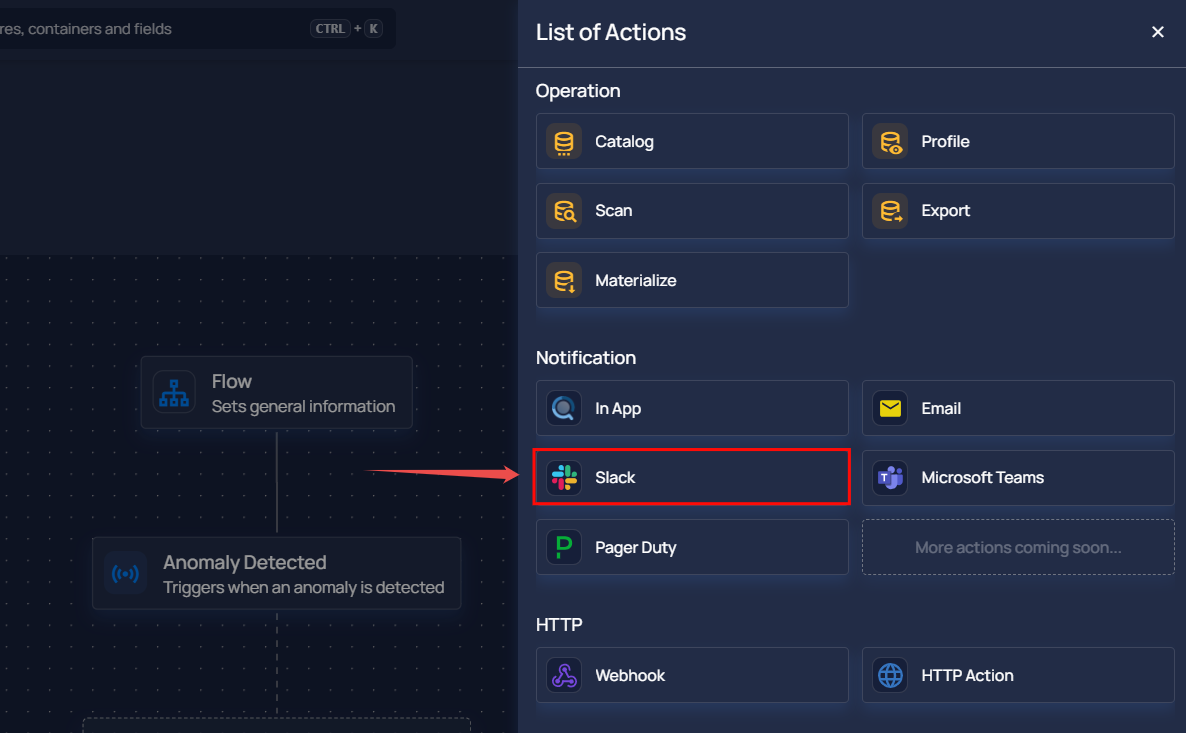 res, containers and fields
CTRL + K
List of Actions
Operation
Catalog
Profile
Scan
Export
Materialize
Flow
Sets general information
Notification
In App
Email
Slack
Microsoft Teams
Pager Duty
More actions coming soon...
Anomaly Detected
Triggers when an anomaly is detected
HTTP
Webhook
HTTP Action